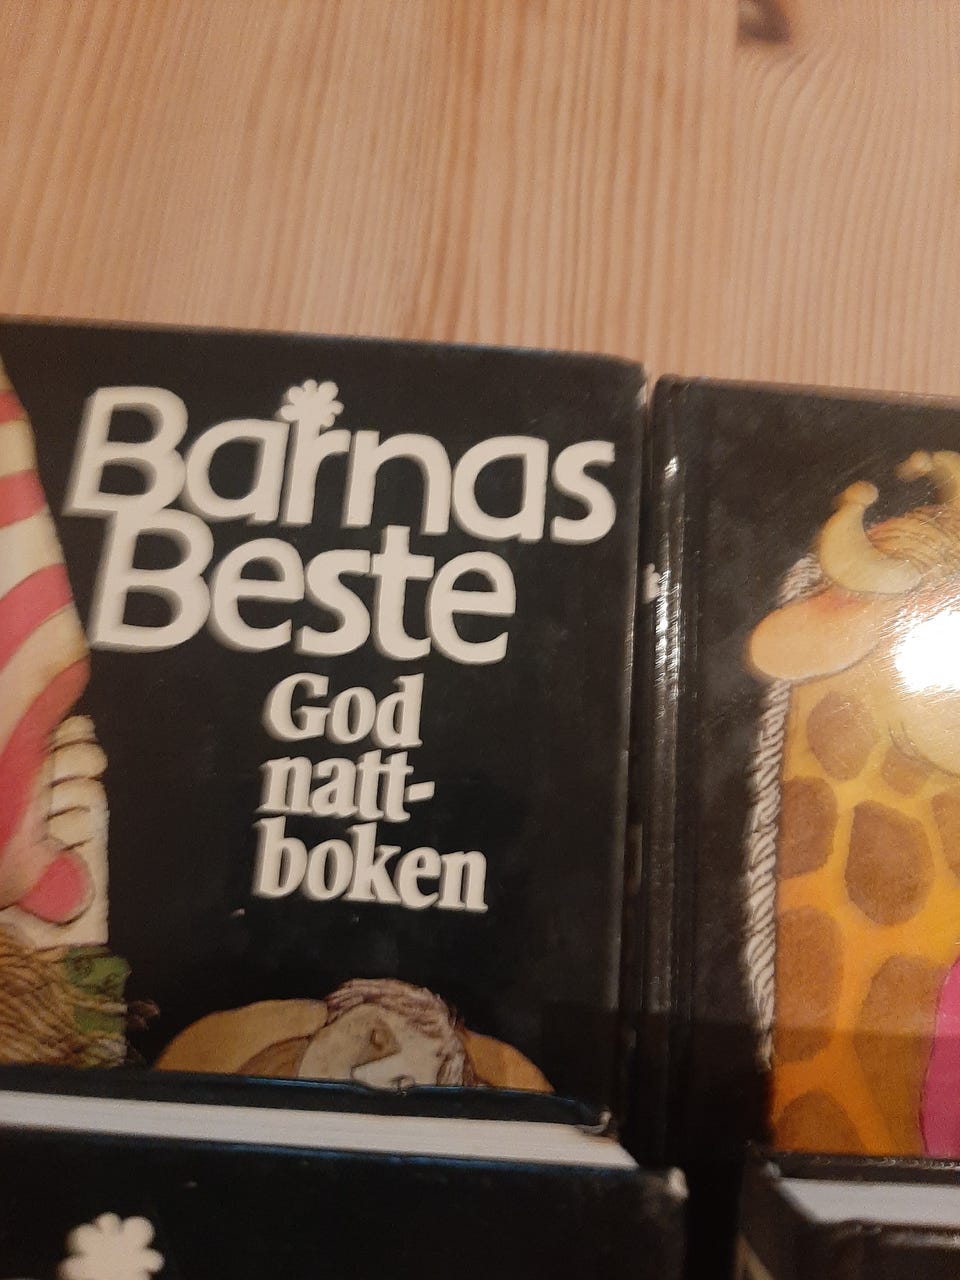 Barnas
Beste
God
natt-
boken